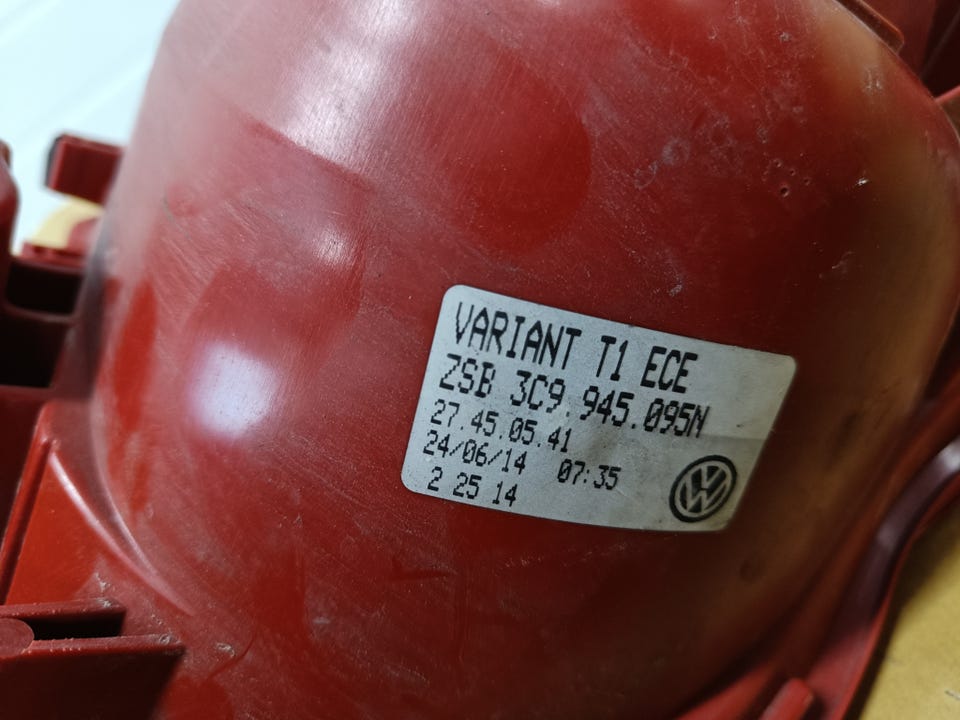 VARIANT T1 ECE
ZSB 3C9.945.095N
27.45.05.41
24/06/14 07:35
2 25 14